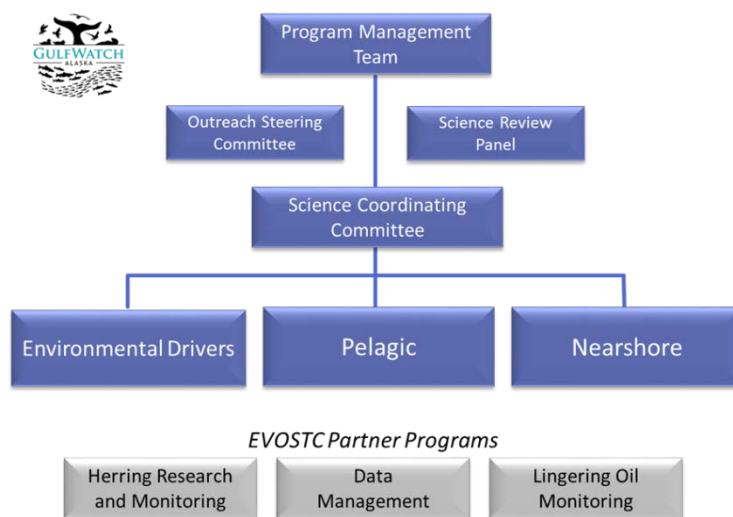 GULFWATCH
ALASKA
Program Management
Team
Outreach Steering
Committee
Science Review
Panel
Science Coordinating
Committee
Environmental Drivers
Pelagic
Nearshore
EVOSTC Partner Programs
Herring Research
and Monitoring
Data
Management
Lingering Oil
Monitoring